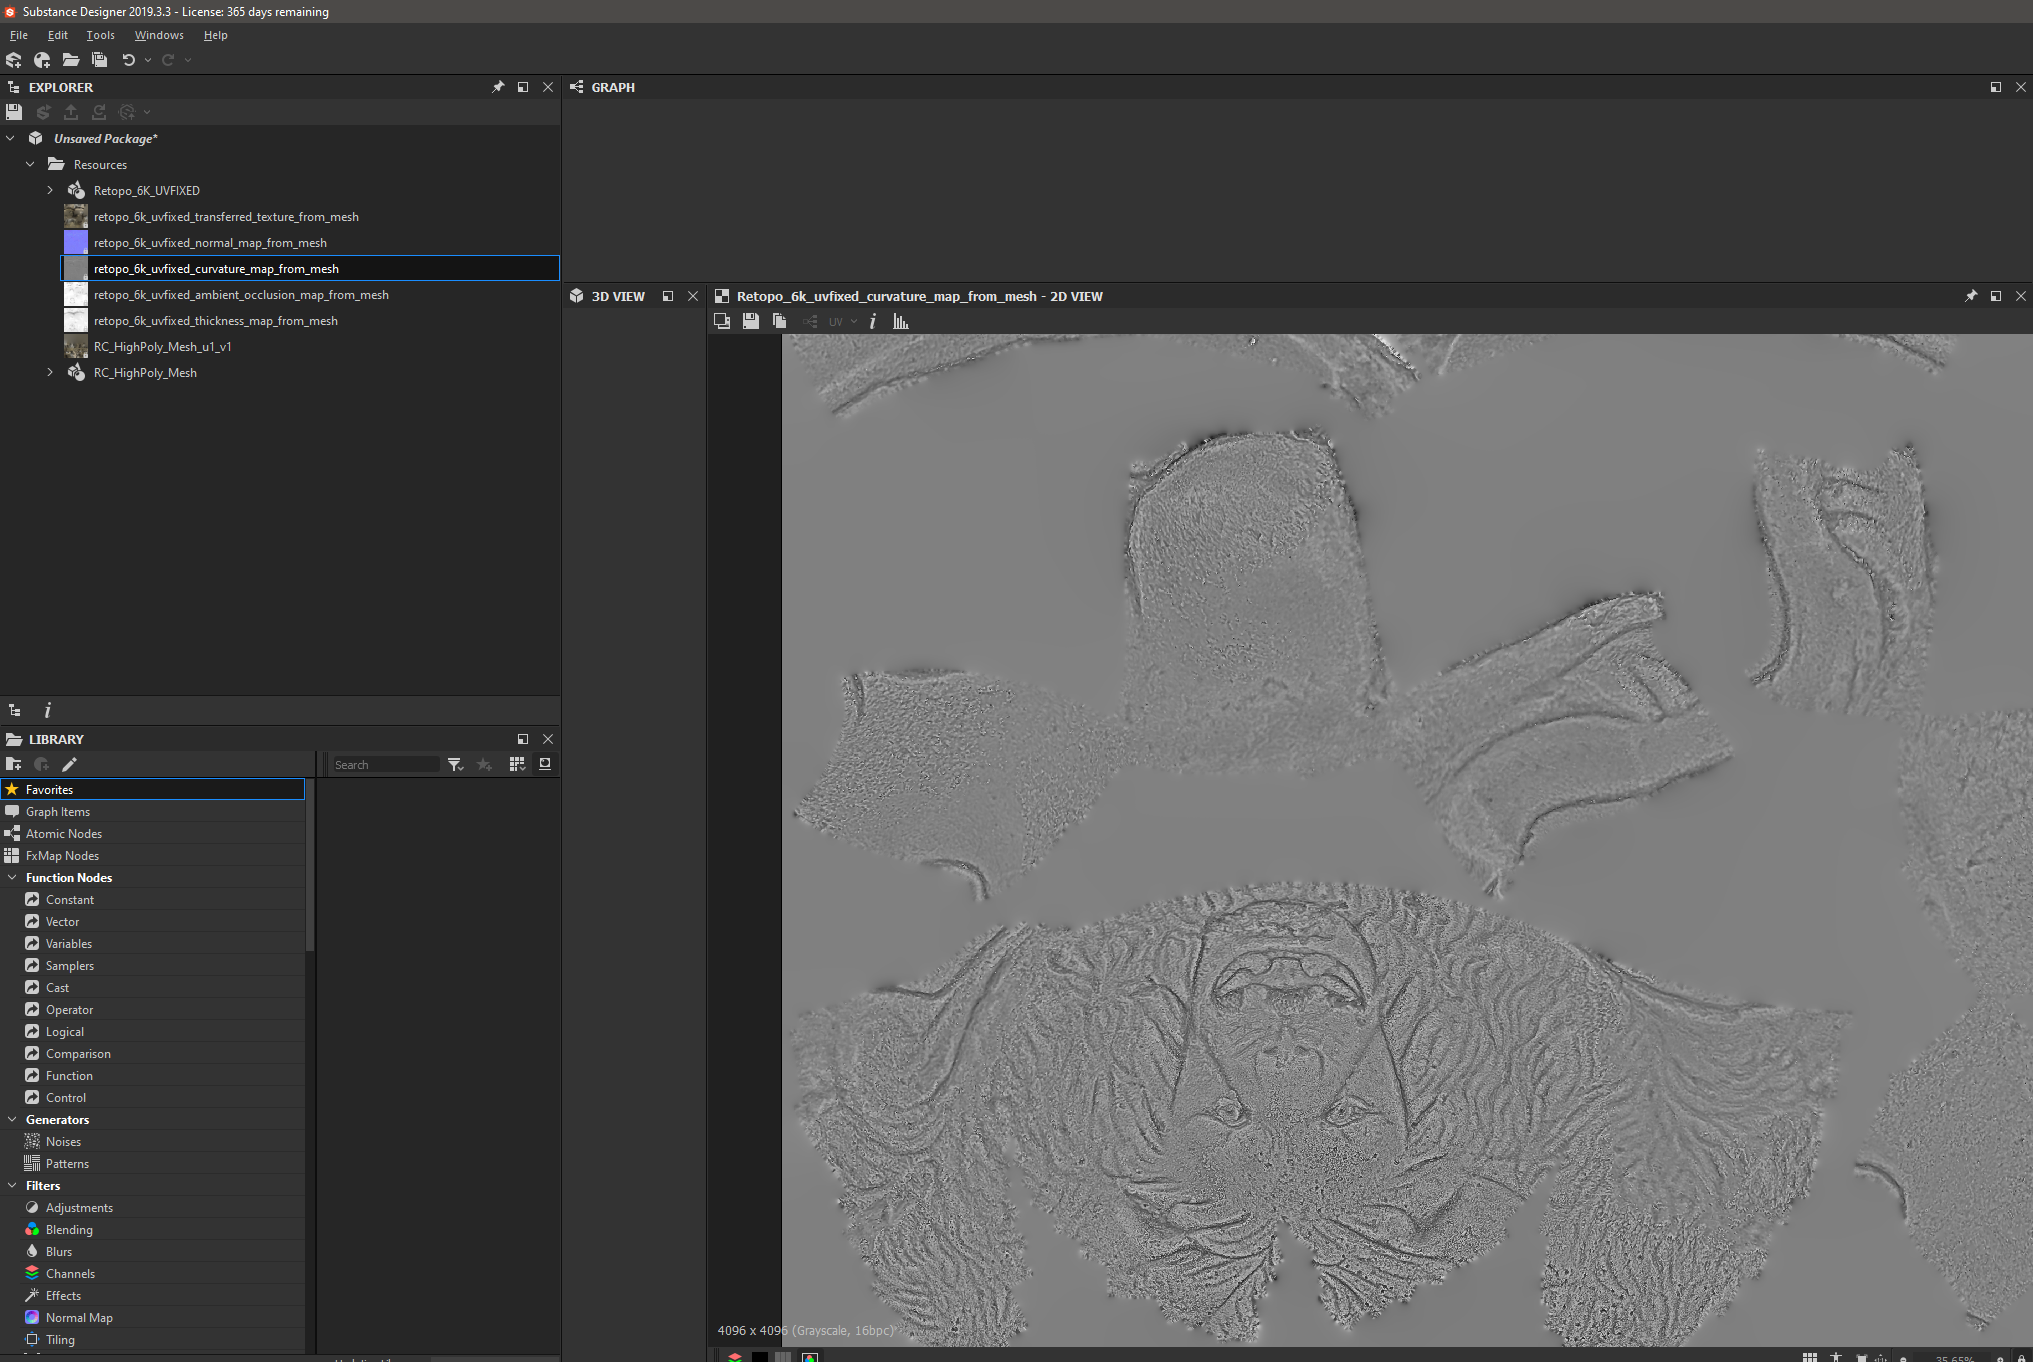 Substance Designer 2019.3.3 - License: 365 days remaining
File Edit Tools Windows Help
EXPLORER
GRAPH
Unsaved Package*
Resources
Retopo_6K_UVFIXED
retopo_6k_uvfixed_transferred_texture_from_mesh
retopo_6k_uvfixed_normal_map_from_mesh
retopo_6k_uvfixed_curvature_map_from_mesh
retopo_6k_uvfixed_ambient_occlusion_map_from_mesh
retopo_6k_uvfixed_thickness_map_from_mesh
RC_HighPoly_Mesh_u1_v1
RC_HighPoly_Mesh
3D VIEW
Retopo_6k_uvfixed_curvature_map_from_mesh - 2D VIEW
UV
i
i
LIBRARY
Search
Favorites
Graph Items
Atomic Nodes
FxMap Nodes
Function Nodes
Constant
Vector
Variables
Samplers
Cast
Operator
Logical
Comparison
Function
Control
Generators
Noises
Patterns
Filters
Adjustments
Blending
Blurs
Channels
Effects
Normal Map
Tiling
4096 x 4096 (Grayscale, 16bpc)
35.65%